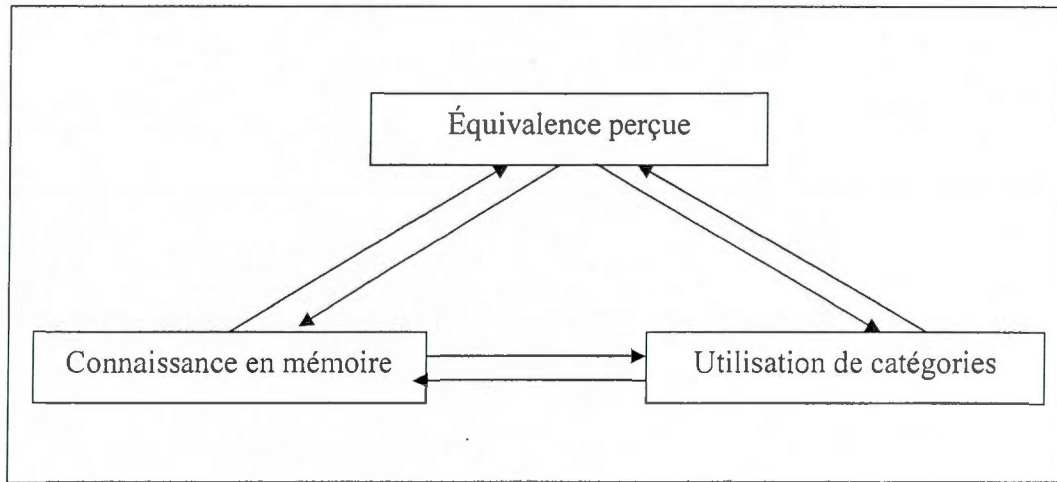 Équivalence perçue
Connaissance en mémoire
Utilisation de catégories